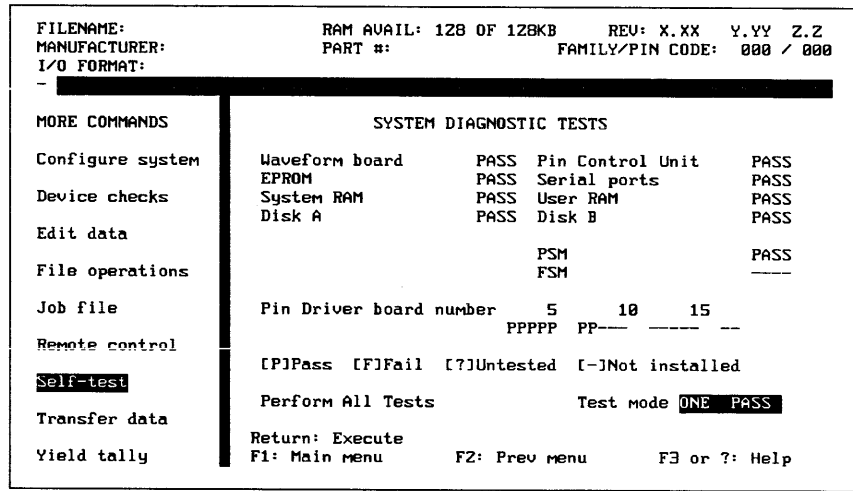 FILENAME: RAM AVAIL: 128 OF 128KB REV: X.XX Y.YY Z.Z
MANUFACTURER: PART #: FAMILY/PIN CODE: 000 / 000
I/O FORMAT:
-
MORE COMMANDS
Configure system
Device checks
Edit data
File operations
Job file
Remote control
Self-test
Transfer data
Yield tally
SYSTEM DIAGNOSTIC TESTS
Waveform board PASS Pin Control Unit PASS
EPROM PASS Serial ports PASS
System RAM PASS User RAM PASS
Disk A PASS Disk B PASS
PSM PASS
FSM ----
Pin Driver board number 5 10 15
PPPPP PP--- ----- --
[P]Pass [F]Fail [?]Untested [-]Not installed
Perform All Tests Test mode ONE PASS
Return: Execute
F1: Main menu F2: Prev menu F3 or ?: Help